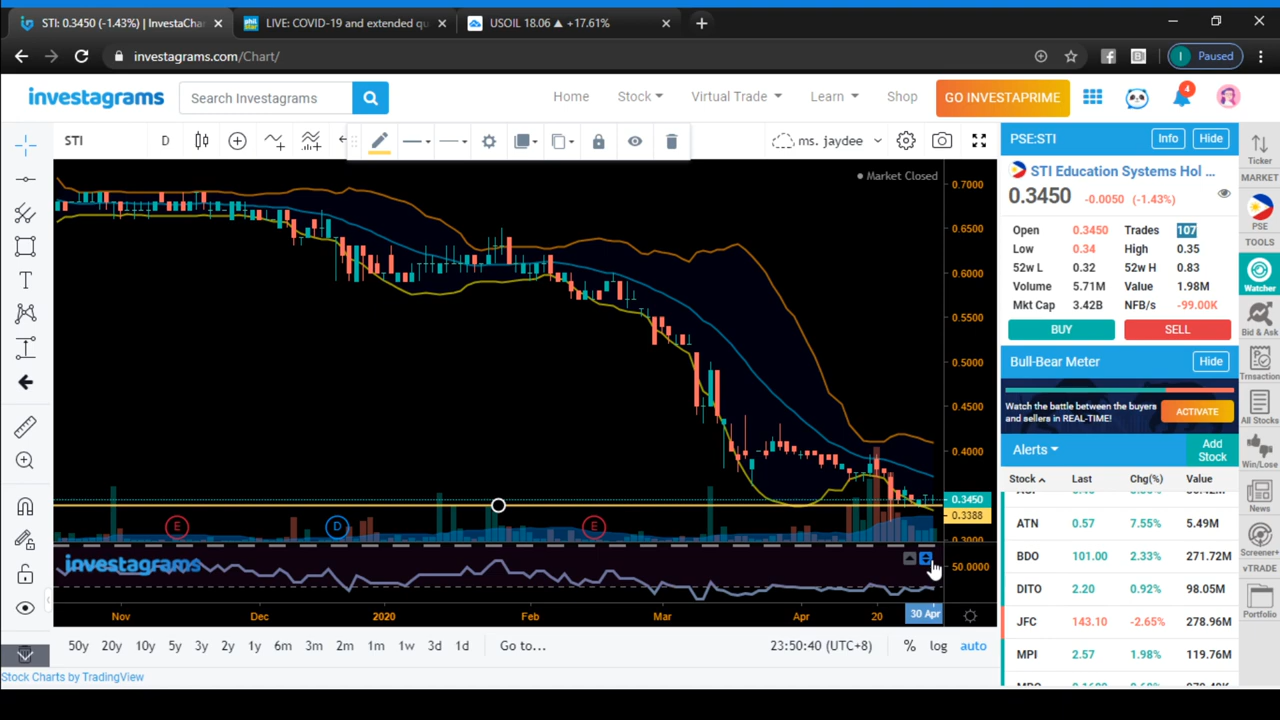 STI: 0.3450 (-1.43%) | InvestaChar
LIVE: COVID-19 and extended qu
USOIL 18.06 ▲ +17.61%
investagrams.com/Chart/
I Paused
investagrams
Search Investagrams
Home
Stock
Virtual Trade
Learn
Shop
GO INVESTAPRIME
4
STI
D
ms. jaydee
Market Closed
0.7000
0.6500
0.6000
0.5500
0.5000
0.4500
0.4000
0.3450
0.3388
0.3000
E
D
E
investagrams
50.0000
Nov
Dec
2020
Feb
Mar
Apr
20
30 Apr
50y
20y
10y
5y
3y
2y
1y
6m
3m
2m
1m
1w
3d
1d
Go to...
23:50:40 (UTC+8)
%
log
auto
Stock Charts by TradingView
PSE:STI
Info
Hide
STI Education Systems Hol ...
0.3450 -0.0050 (-1.43%)
Open 0.3450 Trades 107
Low 0.34 High 0.35
52w L 0.32 52w H 0.83
Volume 5.71M Value 1.98M
Mkt Cap 3.42B NFB/s -99.00K
BUY
SELL
Bull-Bear Meter
Hide
Watch the battle between the buyers
and sellers in REAL-TIME!
ACTIVATE
Alerts
Add
Stock
Stock Last Chg(%) Value
ATN 0.57 7.55% 5.49M
BDO 101.00 2.33% 271.72M
DITO 2.20 0.92% 98.05M
JFC 143.10 -2.65% 278.96M
MPI 2.57 1.98% 119.76M
Ticker
MARKET
PSE
TOOLS
Watcher
Bid & Ask
Trnsaction
All Stocks
Win/Lose
News
Screener+
vTRADE
Portfolio